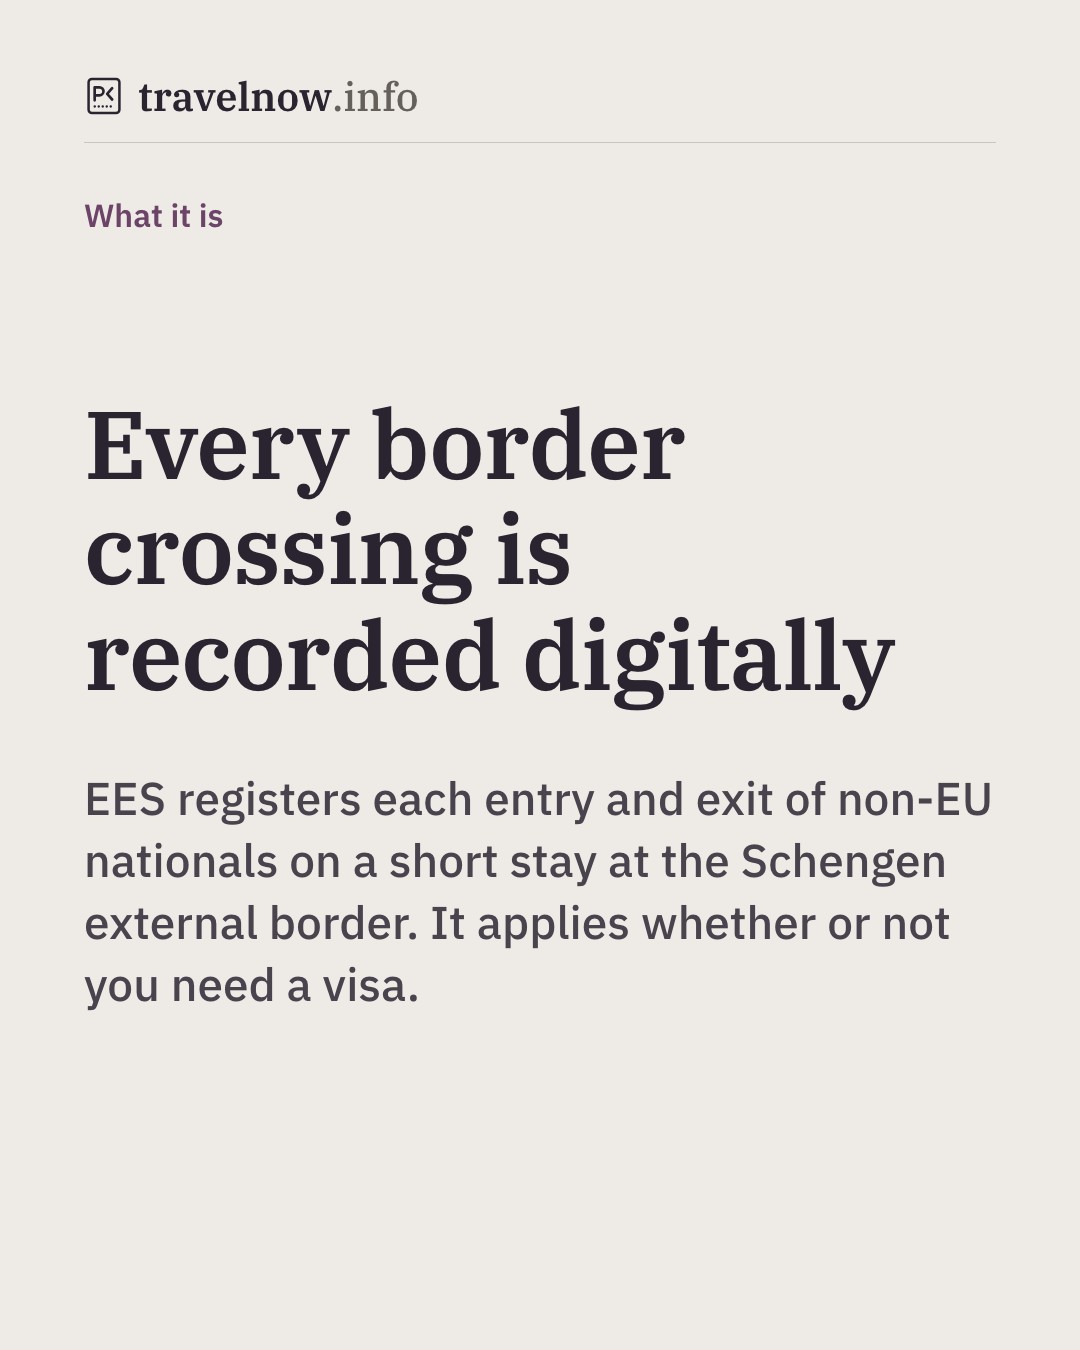 travelnow.info
What it is
Every border
crossing is
recorded digitally
EES registers each entry and exit of non-EU
nationals on a short stay at the Schengen
external border. It applies whether or not
you need a visa.